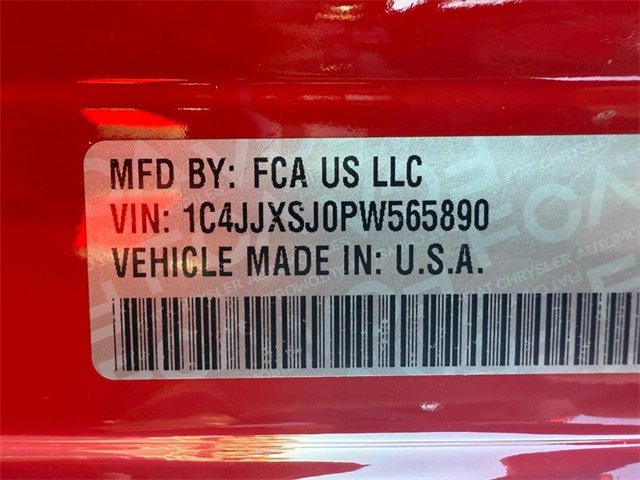 MFD BY: FCA US LLC
VIN: 1C4JJXSJ0PW565890
VEHICLE MADE IN: U.S.A.